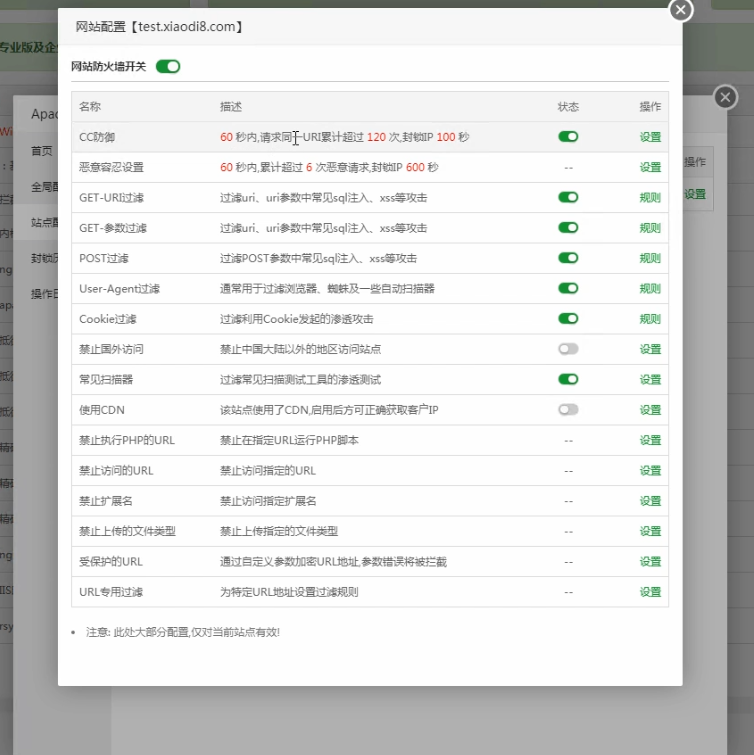 网站配置【test.xiaodi8.com】
网站防火墙开关
名称 描述 状态 操作
CC防御 60 秒内,请求同一URI累计超过 120 次,封锁IP 100 秒 设置
恶意容忍设置 60 秒内,累计超过 6 次恶意请求,封锁IP 600 秒 -- 设置
GET-URI过滤 过滤uri、uri参数中常见sql注入、xss等攻击 规则
GET-参数过滤 过滤uri、uri参数中常见sql注入、xss等攻击 规则
POST过滤 过滤POST参数中常见sql注入、xss等攻击 规则
User-Agent过滤 通常用于过滤浏览器、蜘蛛及一些自动扫描器 规则
Cookie过滤 过滤利用Cookie发起的渗透攻击 规则
禁止国外访问 禁止中国大陆以外的地区访问站点 设置
常见扫描器 过滤常见扫描测试工具的渗透测试 设置
使用CDN 该站点使用了CDN,启用后方可正确获取客户IP 设置
禁止执行PHP的URL 禁止在指定URL运行PHP脚本 -- 设置
禁止访问的URL 禁止访问指定的URL -- 设置
禁止扩展名 禁止访问指定扩展名 -- 设置
禁止上传的文件类型 禁止上传指定的文件类型 -- 设置
受保护的URL 通过自定义参数加密URL地址,参数错误将被拦截 -- 设置
URL专用过滤 为特定URL地址设置过滤规则 -- 设置
注意: 此处大部分配置,仅对当前站点有效!
专业版及企
Apac
首页
全局
站点配
封锁历
操作日
操作
设置